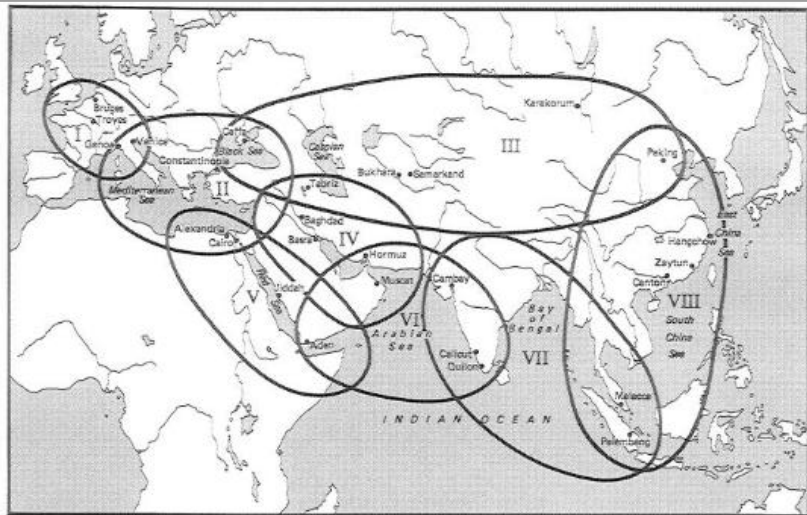 Bruges
Troyes
I
Genoa
Venice
Caffa
Black Sea
Constantinople
Mediterranean
Sea
II
Caspian
Sea
Tabriz
Bukhara
Samarkand
III
Karakorum
Peking
East
China
Sea
Hangchow
Zaytun
Canton
VIII
South
China
Sea
Alexandria
Cairo
Baghdad
Basra
IV
Hormuz
Muscat
V
Red
Sea
Jiddah
Aden
VI
Arabian
Sea
Cambay
Calicut
Quilon
Bay
of
Bengal
VII
Malacca
Palembang
INDIAN OCEAN